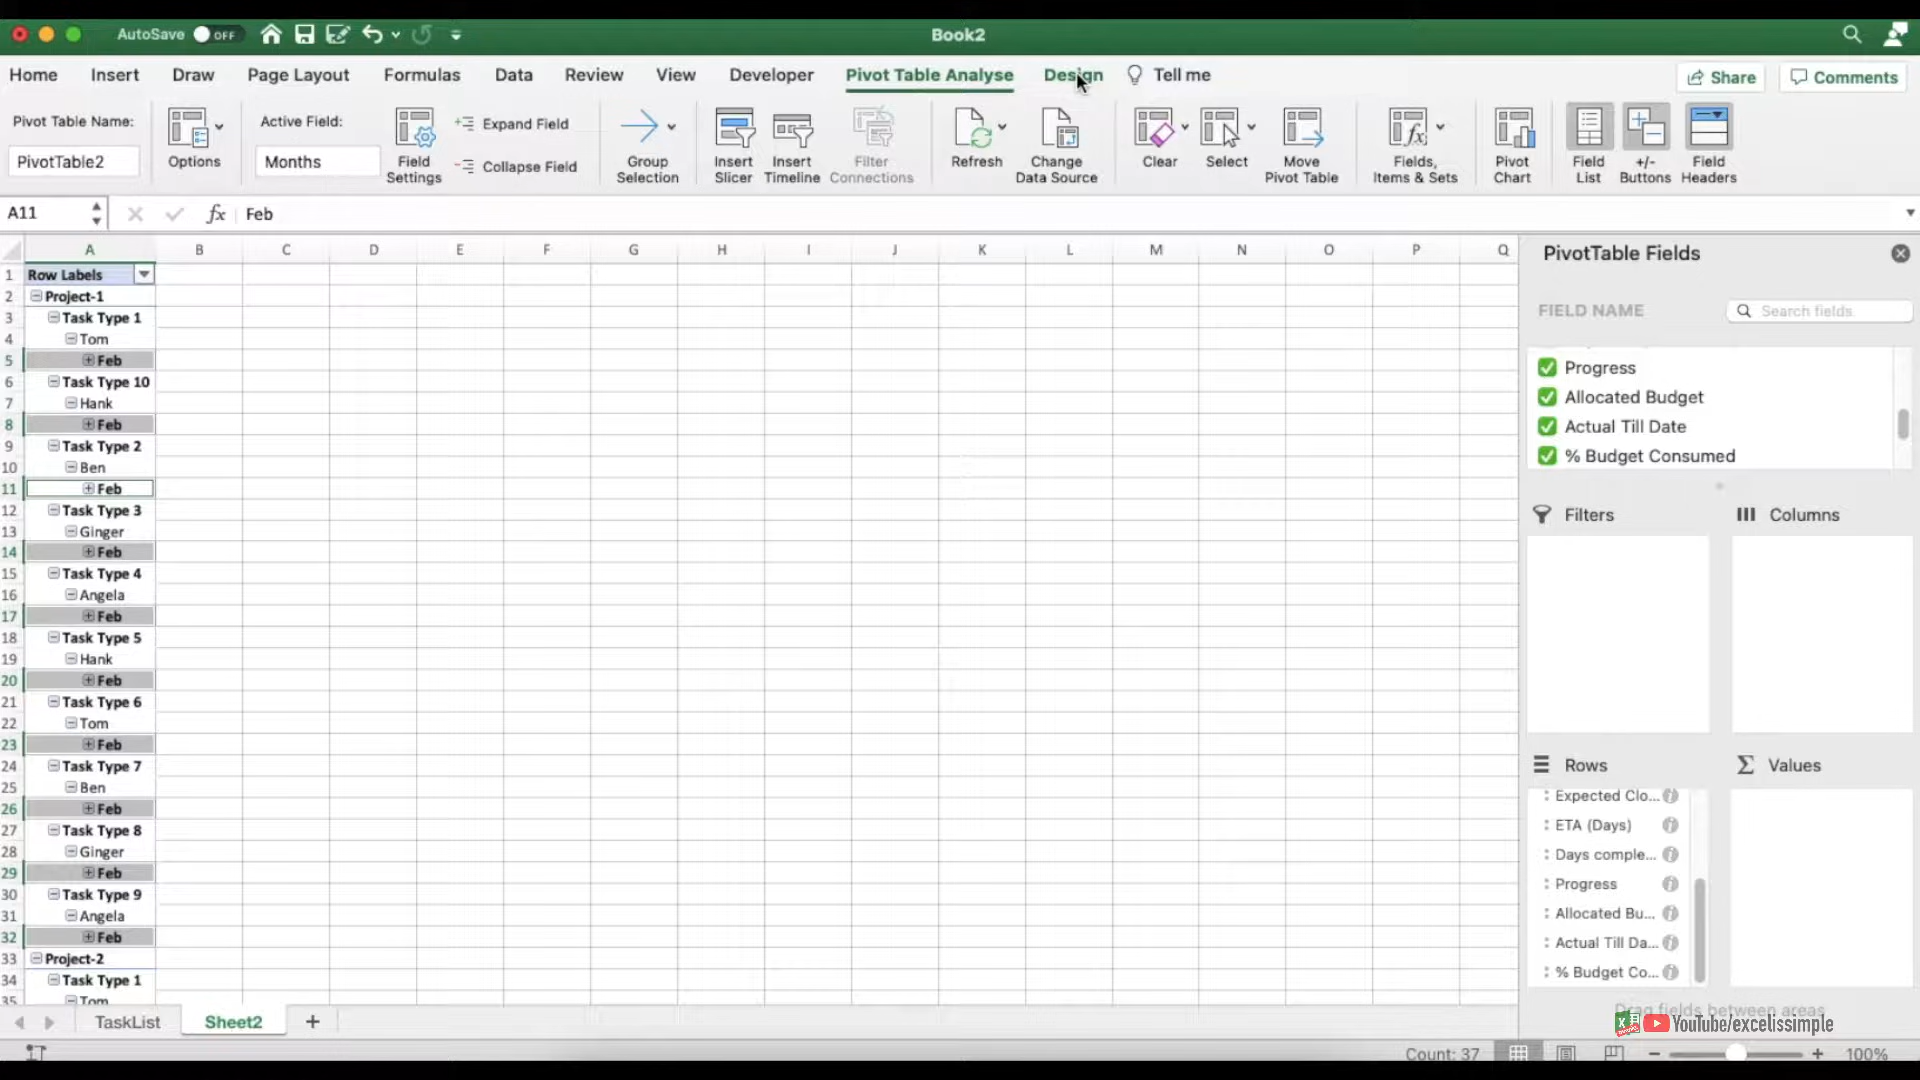 AutoSave OFF Book2
Home Insert Draw Page Layout Formulas Data Review View Developer Pivot Table Analyse Design Tell me Share Comments
Pivot Table Name:
PivotTable2
Options
Active Field:
Months
Field Settings
Expand Field
Collapse Field
Group Selection
Insert Slicer
Insert Timeline
Filter Connections
Refresh
Change Data Source
Clear
Select
Move Pivot Table
Fields, Items & Sets
Pivot Chart
Field List
+/- Buttons
Field Headers
A11 fx Feb
A B C D E F G H I J K L M N O P Q
1 Row Labels
2 Project-1
3 Task Type 1
4 Tom
5 Feb
6 Task Type 10
7 Hank
8 Feb
9 Task Type 2
10 Ben
11 Feb
12 Task Type 3
13 Ginger
14 Feb
15 Task Type 4
16 Angela
17 Feb
18 Task Type 5
19 Hank
20 Feb
21 Task Type 6
22 Tom
23 Feb
24 Task Type 7
25 Ben
26 Feb
27 Task Type 8
28 Ginger
29 Feb
30 Task Type 9
31 Angela
32 Feb
33 Project-2
34 Task Type 1
35 Tom
PivotTable Fields
FIELD NAME Search fields
Progress
Allocated Budget
Actual Till Date
% Budget Consumed
Filters Columns
Rows Values
Expected Clo...
ETA (Days)
Days comple...
Progress
Allocated Bu...
Actual Till Da...
% Budget Co...
Drag fields between areas
YouTube/excelissimple
TaskList Sheet2
Count: 37 100%